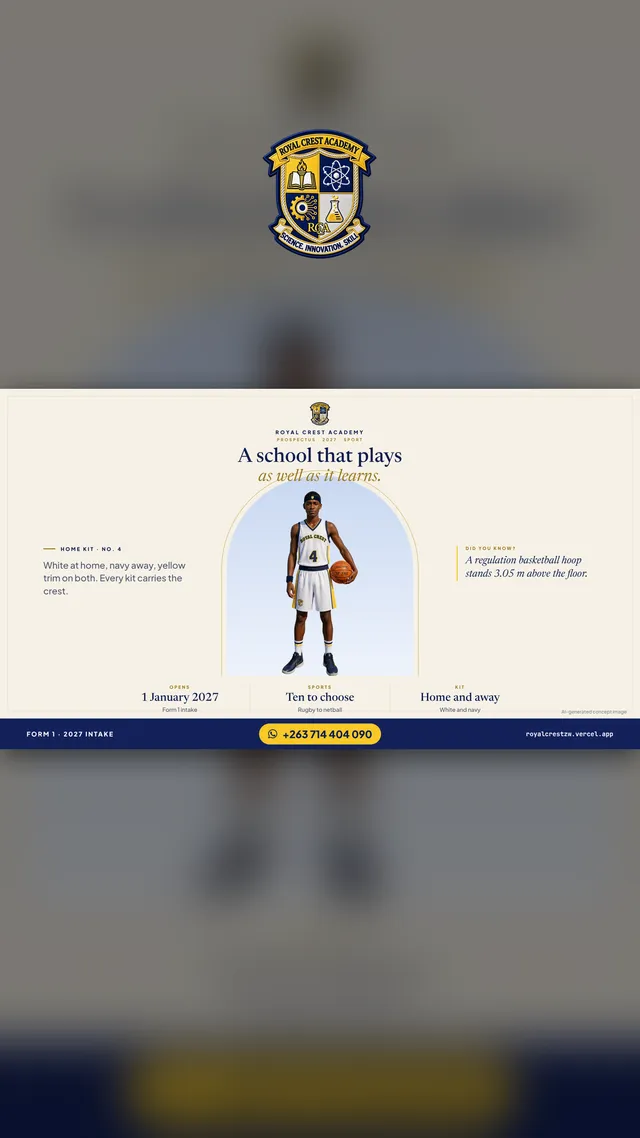 ROYAL CREST ACADEMY
RCA
SCIENCE. INNOVATION. SKILL
ROYAL CREST ACADEMY
PROSPECTUS · 2027 · SPORT
A school that plays
as well as it learns.
HOME KIT · NO. 4
White at home, navy away, yellow
trim on both. Every kit carries the
crest.
ROYAL CREST
4
DID YOU KNOW?
A regulation basketball hoop
stands 3.05 m above the floor.
OPENS
1 January 2027
Form 1 intake
SPORTS
Ten to choose
Rugby to netball
KIT
Home and away
White and navy
AI-generated concept image
FORM 1 · 2027 INTAKE
+263 714 404 090
royalcrestzw.vercel.app